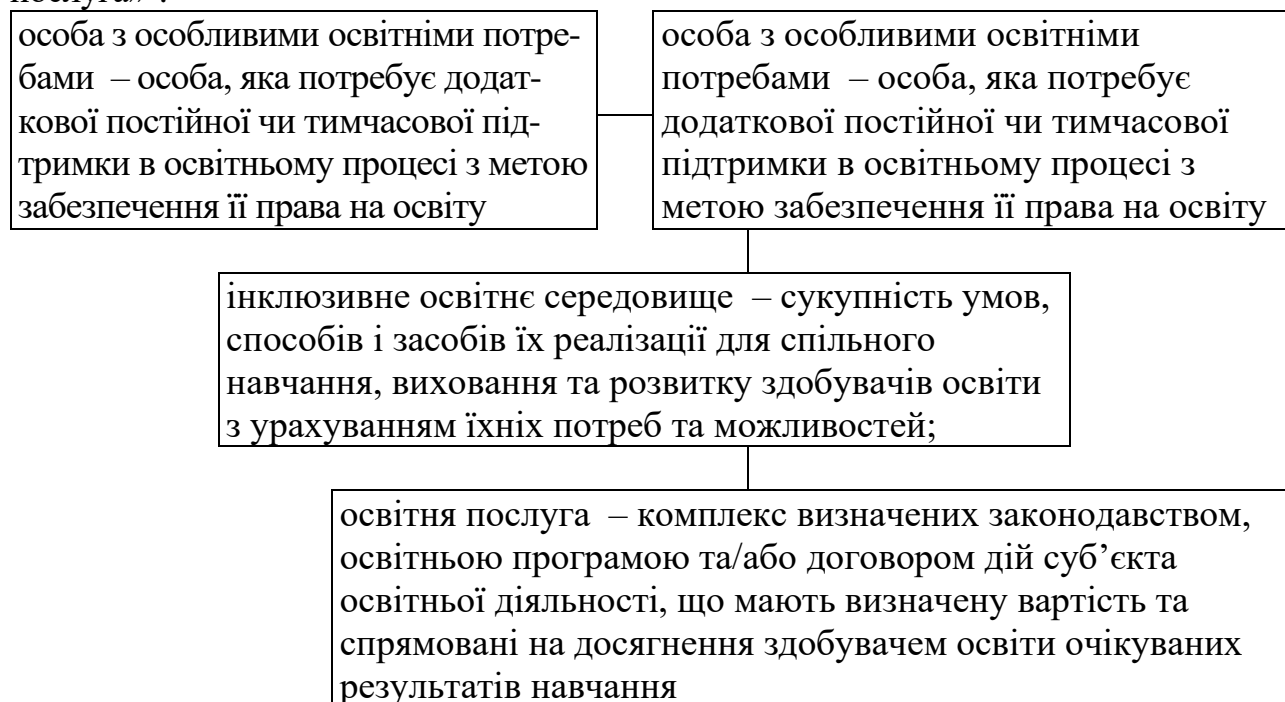 особа з особливими освітніми потре-
бами – особа, яка потребує додат-
кової постійної чи тимчасової під-
тримки в освітньому процесі з метою
забезпечення її права на освіту
особа з особливими освітніми
потребами – особа, яка потребує
додаткової постійної чи тимчасової
підтримки в освітньому процесі з
метою забезпечення її права на освіту
інклюзивне освітнє середовище – сукупність умов,
способів і засобів їх реалізації для спільного
навчання, виховання та розвитку здобувачів освіти
з урахуванням їхніх потреб та можливостей;
освітня послуга – комплекс визначених законодавством,
освітньою програмою та/або договором дій суб’єкта
освітньої діяльності, що мають визначену вартість та
спрямовані на досягнення здобувачем освіти очікуваних
результатів навчання